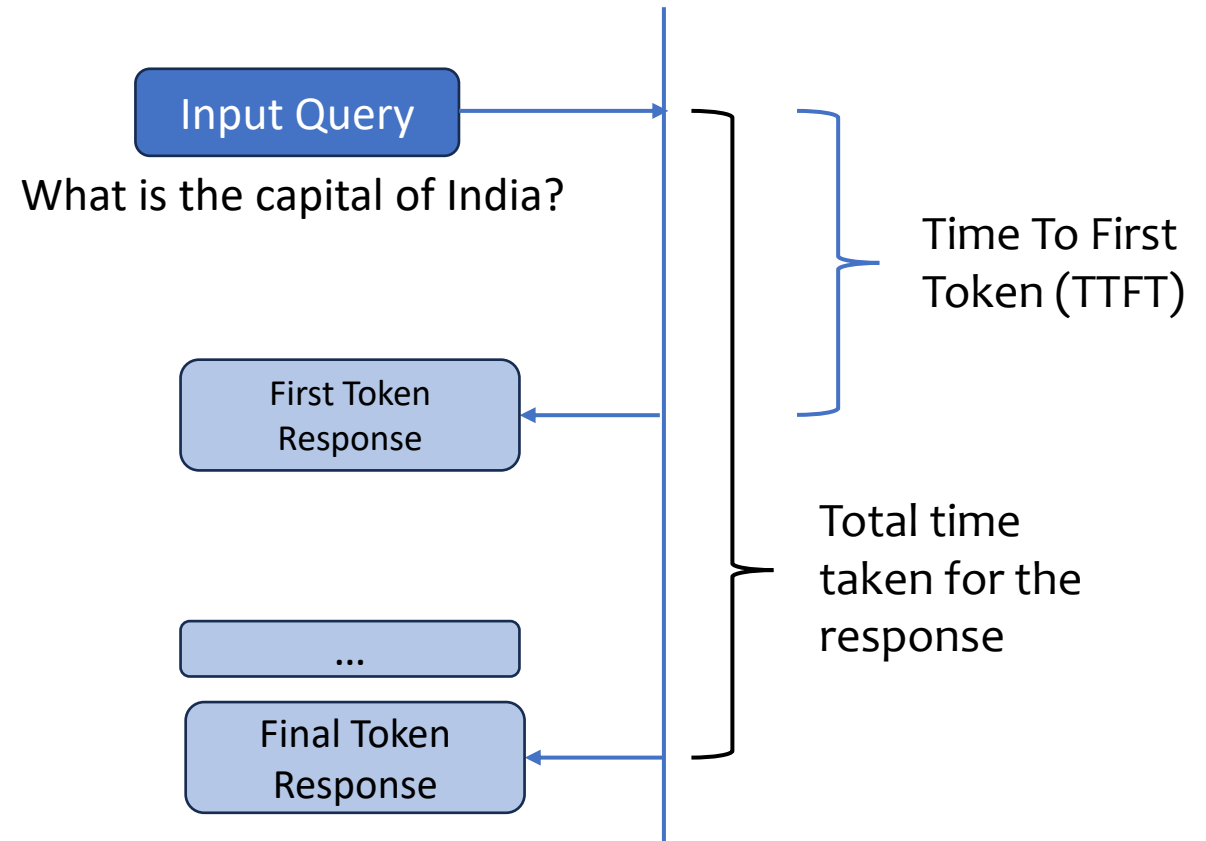 Input Query
What is the capital of India?
Time To First
Token (TTFT)
First Token
Response
Total time
taken for the
response
...
Final Token
Response